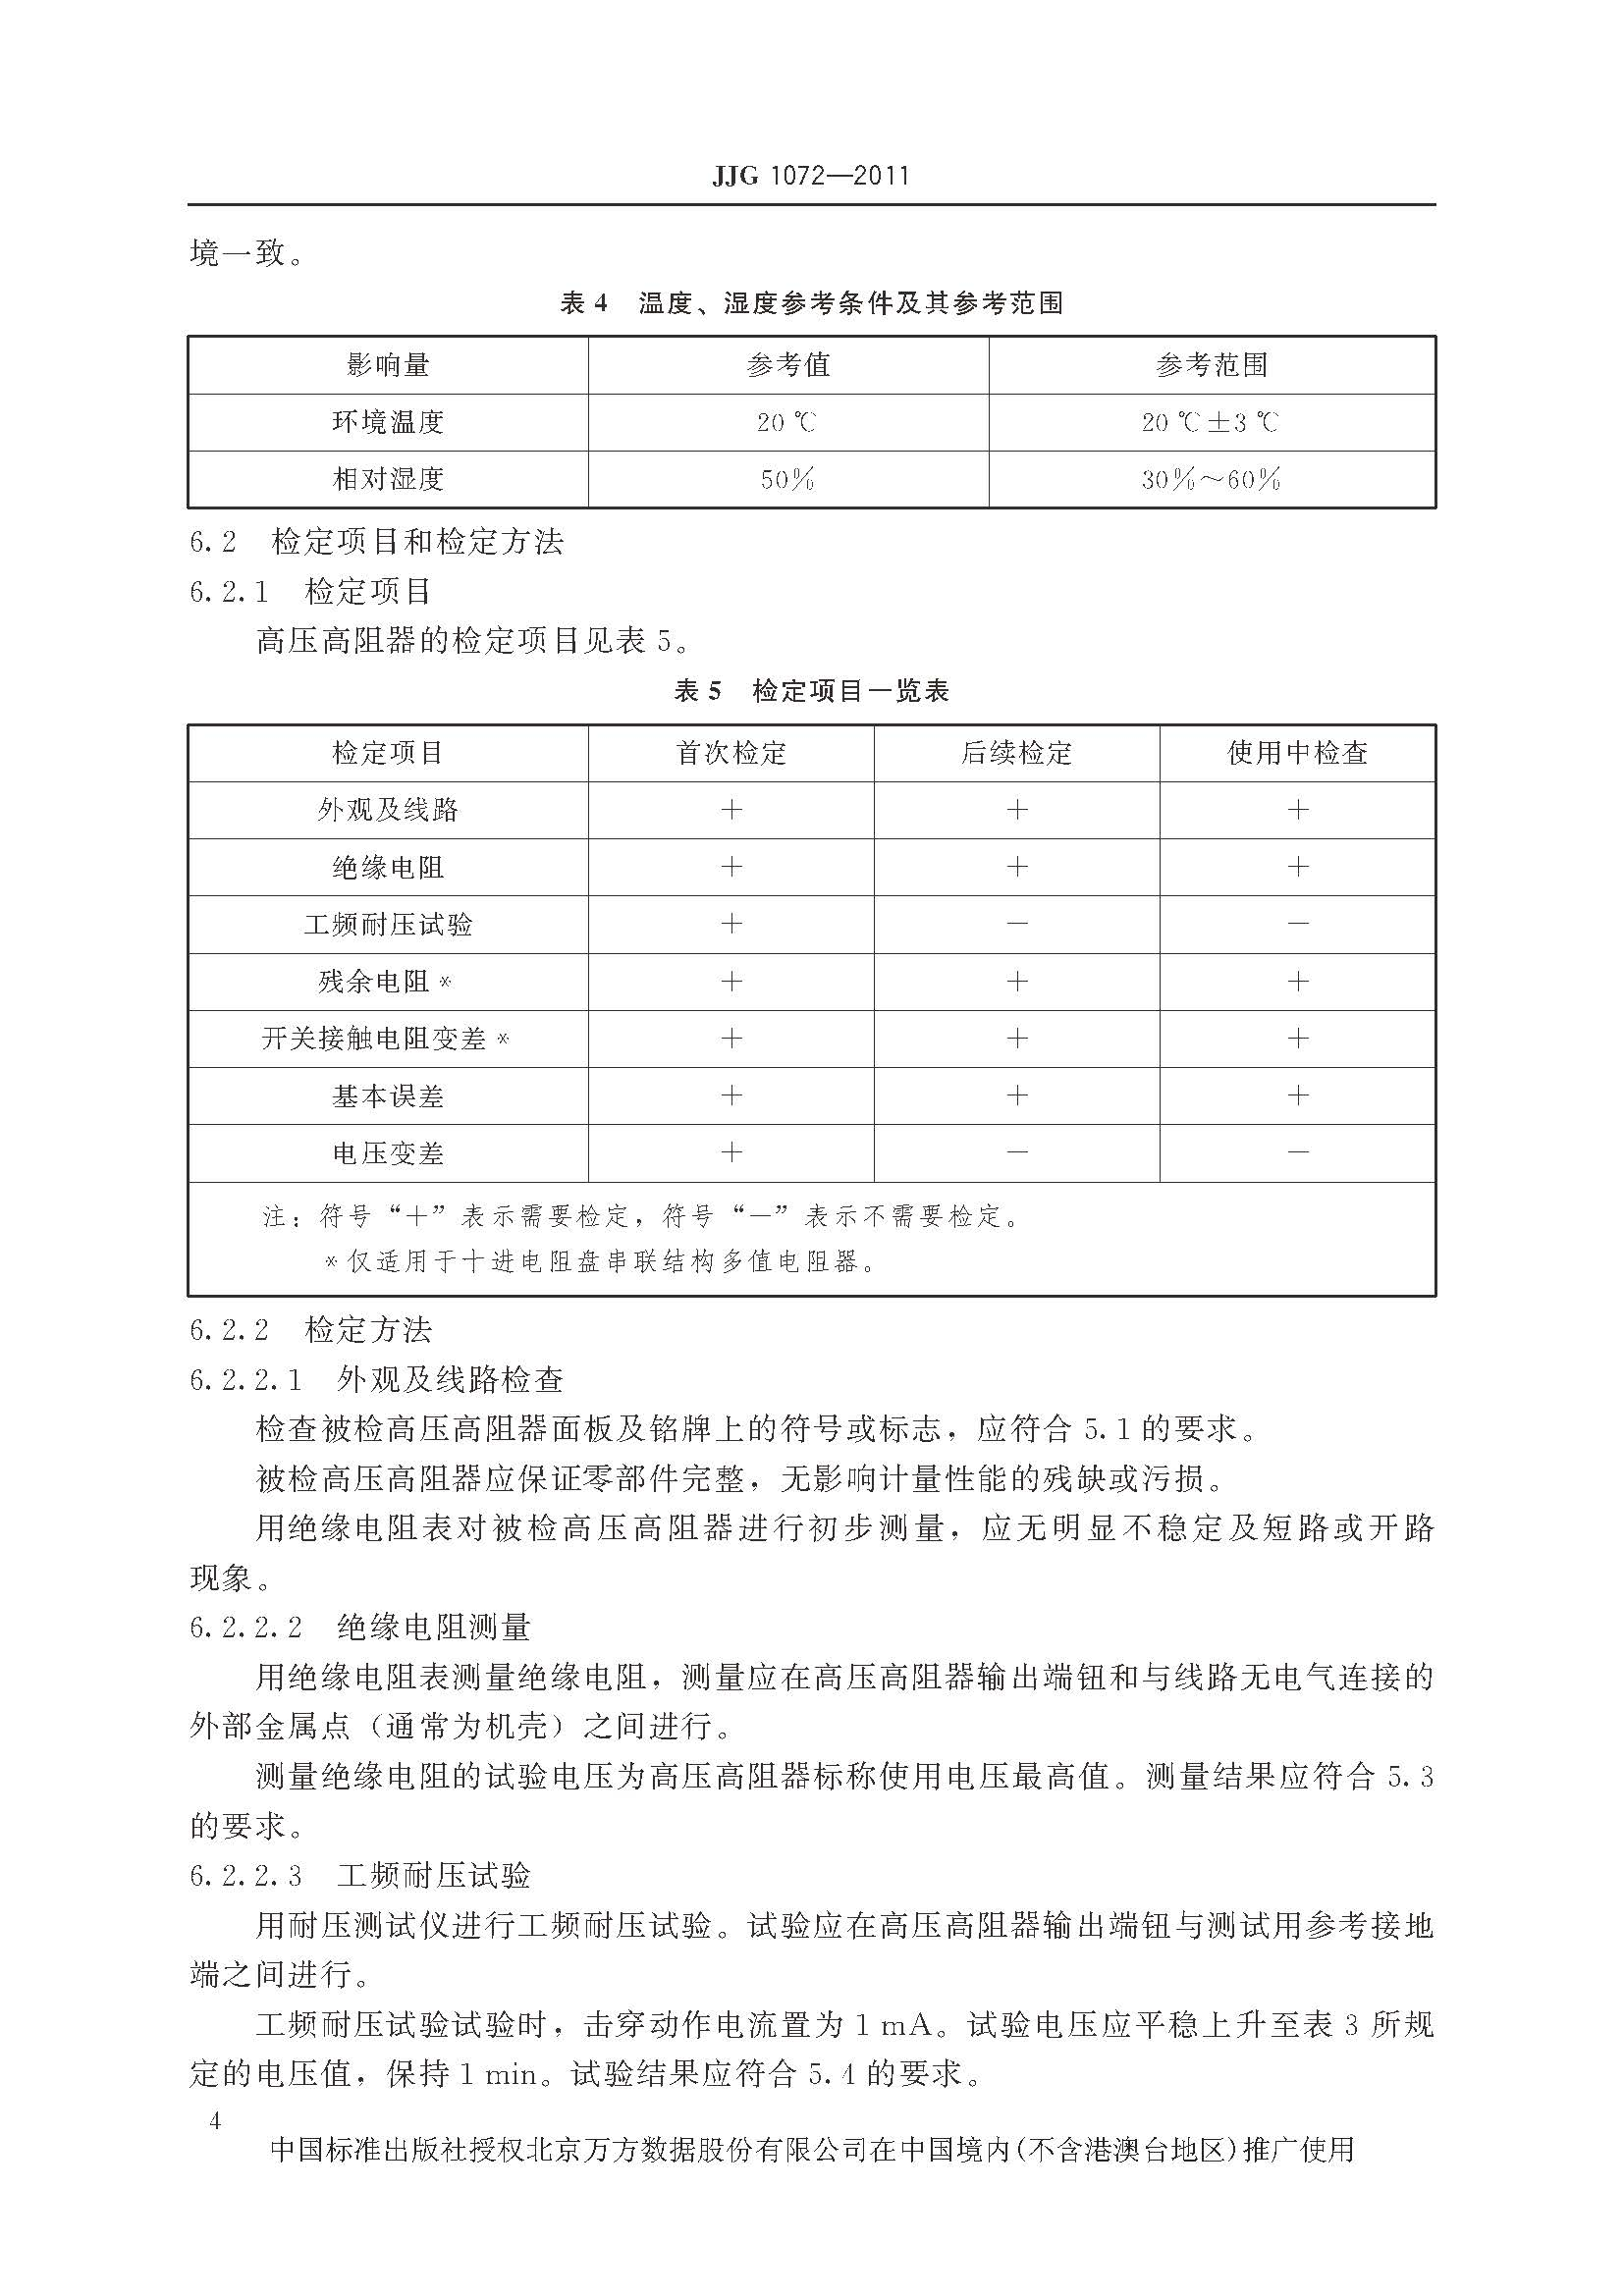 JJG 1072—2011
境一致。
表 4　温度、湿度参考条件及其参考范围
影响量　参考值　参考范围
环境温度　20 ℃　20 ℃±3 ℃
相对湿度　50%　30%～60%
6.2　检定项目和检定方法
6.2.1　检定项目
高压高阻器的检定项目见表 5。
表 5　检定项目一览表
检定项目　首次检定　后续检定　使用中检查
外观及线路　+　+　+
绝缘电阻　+　+　+
工频耐压试验　+　−　−
残余电阻*　+　+　+
开关接触电阻变差*　+　+　+
基本误差　+　+　+
电压变差　+　−　−
注：符号“+”表示需要检定，符号“−”表示不需要检定。
*仅适用于十进电阻盘串联结构多值电阻器。
6.2.2　检定方法
6.2.2.1　外观及线路检查
检查被检高压高阻器面板及铭牌上的符号或标志，应符合 5.1 的要求。
被检高压高阻器应保证零部件完整，无影响计量性能的残缺或污损。
用绝缘电阻表对被检高压高阻器进行初步测量，应无明显不稳定及短路或开路
现象。
6.2.2.2　绝缘电阻测量
用绝缘电阻表测量绝缘电阻，测量应在高压高阻器输出端钮和与线路无电气连接的
外部金属点（通常为机壳）之间进行。
测量绝缘电阻的试验电压为高压高阻器标称使用电压最高值。测量结果应符合 5.3
的要求。
6.2.2.3　工频耐压试验
用耐压测试仪进行工频耐压试验。试验应在高压高阻器输出端钮与测试用参考接地
端之间进行。
工频耐压试验试验时，击穿动作电流置为 1 mA。试验电压应平稳上升至表 3 所规
定的电压值，保持 1 min。试验结果应符合 5.4 的要求。
4
中国标准出版社授权北京万方数据股份有限公司在中国境内(不含港澳台地区)推广使用